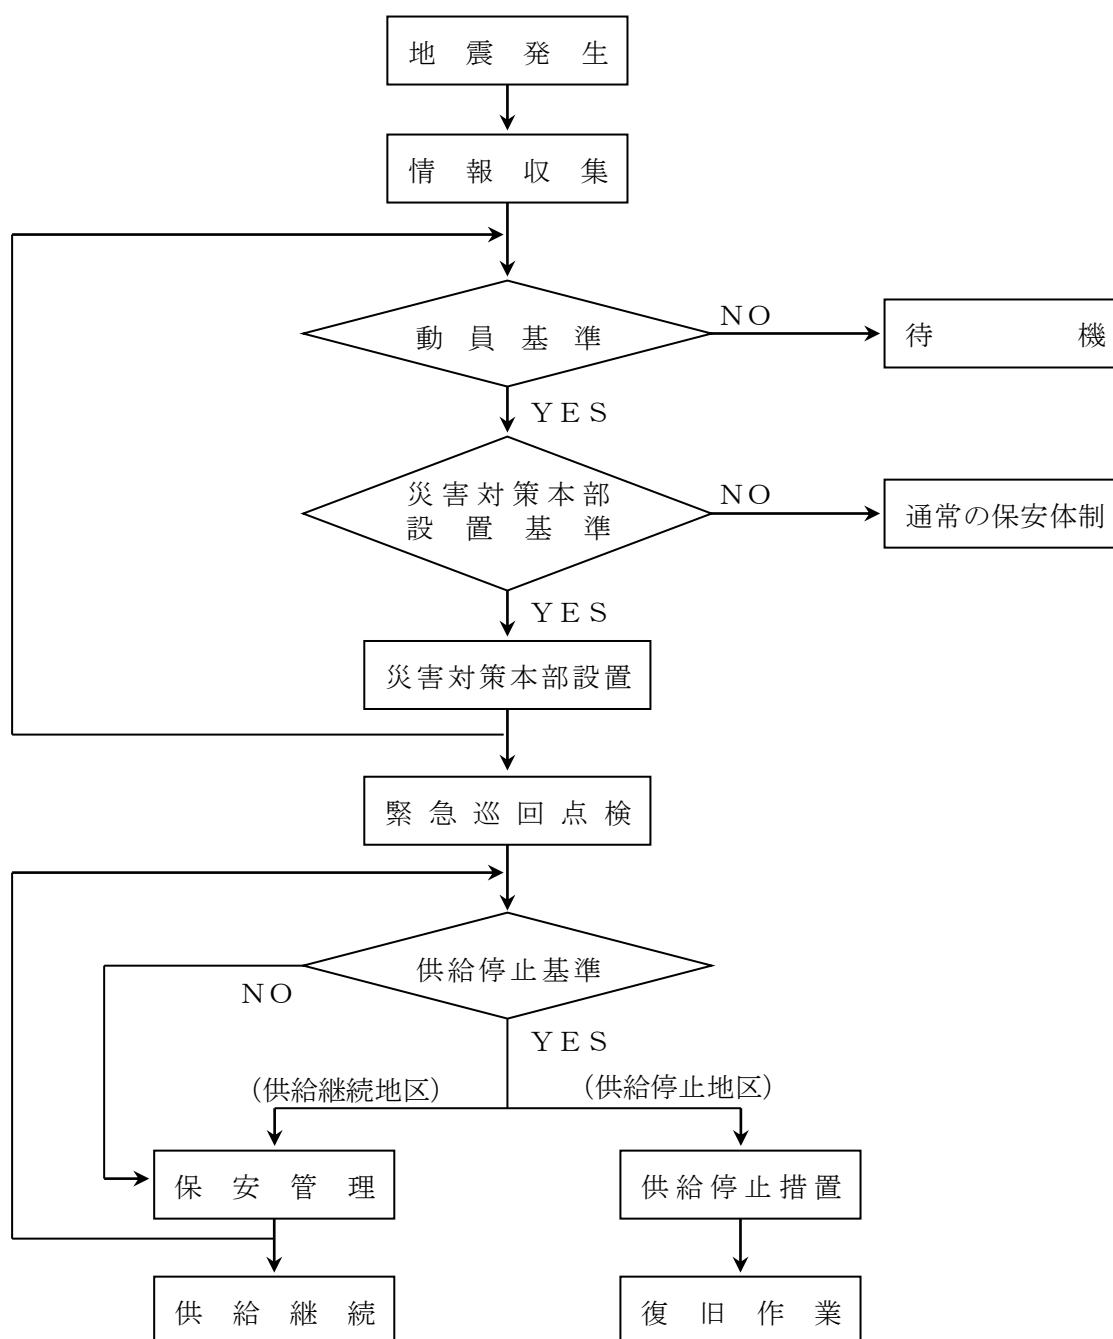 地震発生
情報収集
動員基準
NO
待機
YES
災害対策本部
設置基準
NO
通常の保安体制
YES
災害対策本部設置
緊急巡回点検
供給停止基準
NO
YES
(供給継続地区)
(供給停止地区)
保安管理
供給停止措置
供給継続
復旧作業